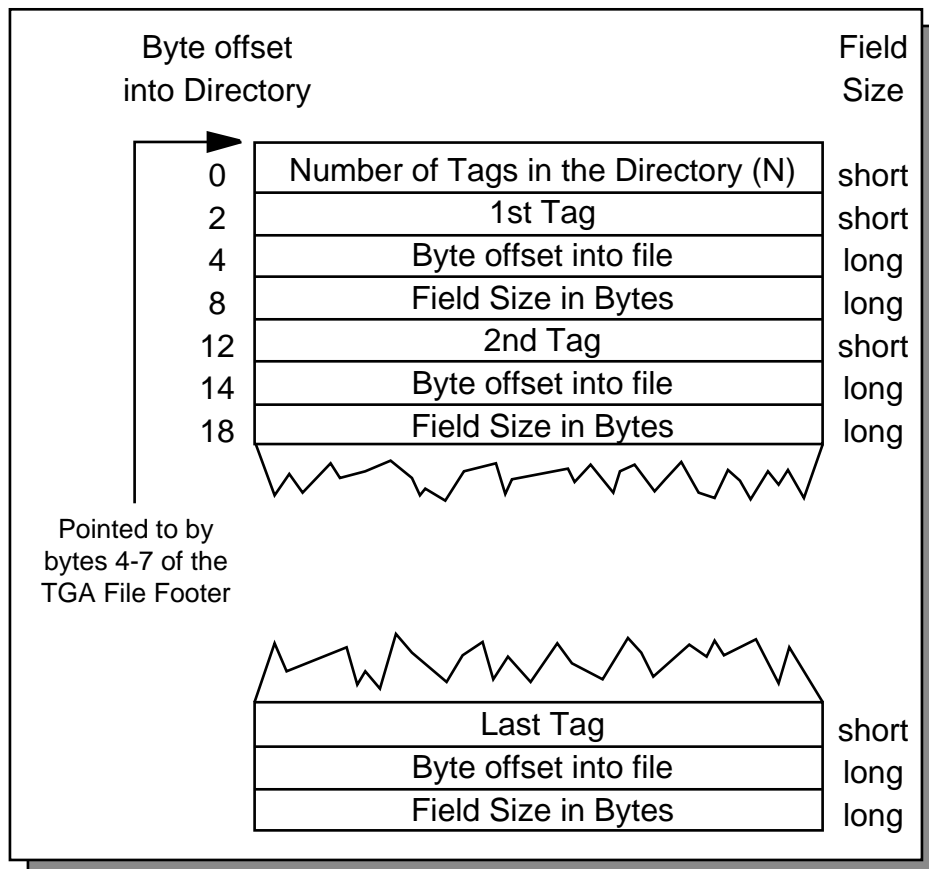 Byte offset
into Directory
Field
Size
0 Number of Tags in the Directory (N) short
2 1st Tag short
4 Byte offset into file long
8 Field Size in Bytes long
12 2nd Tag short
14 Byte offset into file long
18 Field Size in Bytes long
Pointed to by
bytes 4-7 of the
TGA File Footer
Last Tag short
Byte offset into file long
Field Size in Bytes long